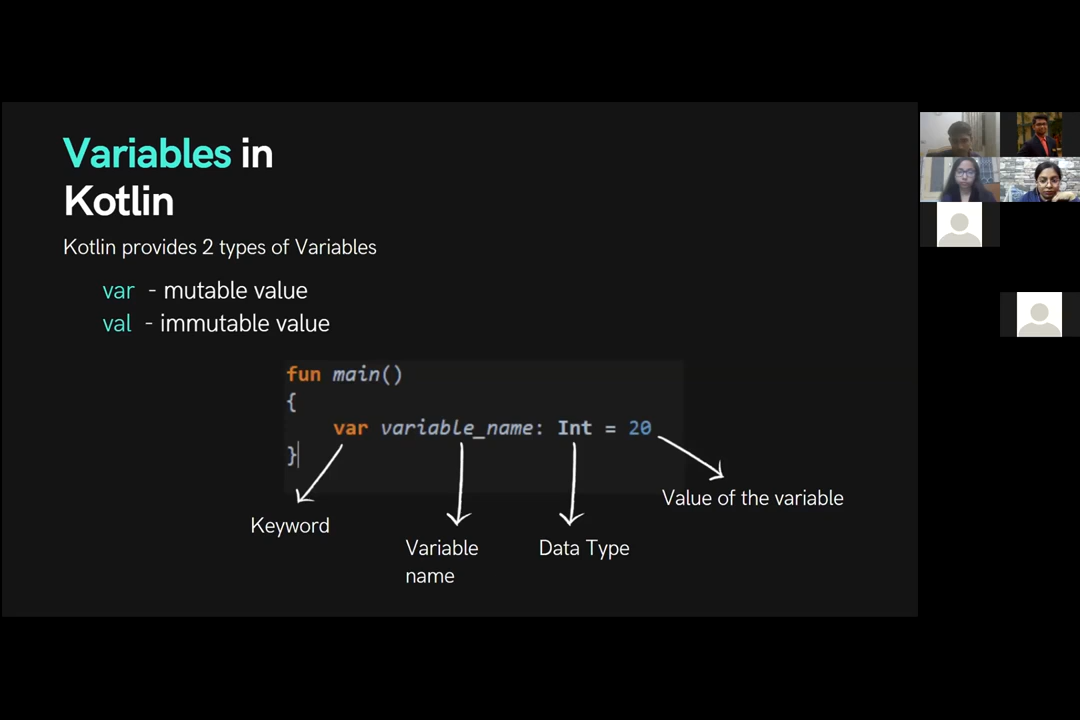 Variables in
Kotlin
Kotlin provides 2 types of Variables
var - mutable value
val - immutable value
fun main()
{
var variable_name: Int = 20
}
Value of the variable
Keyword
Variable
name
Data Type